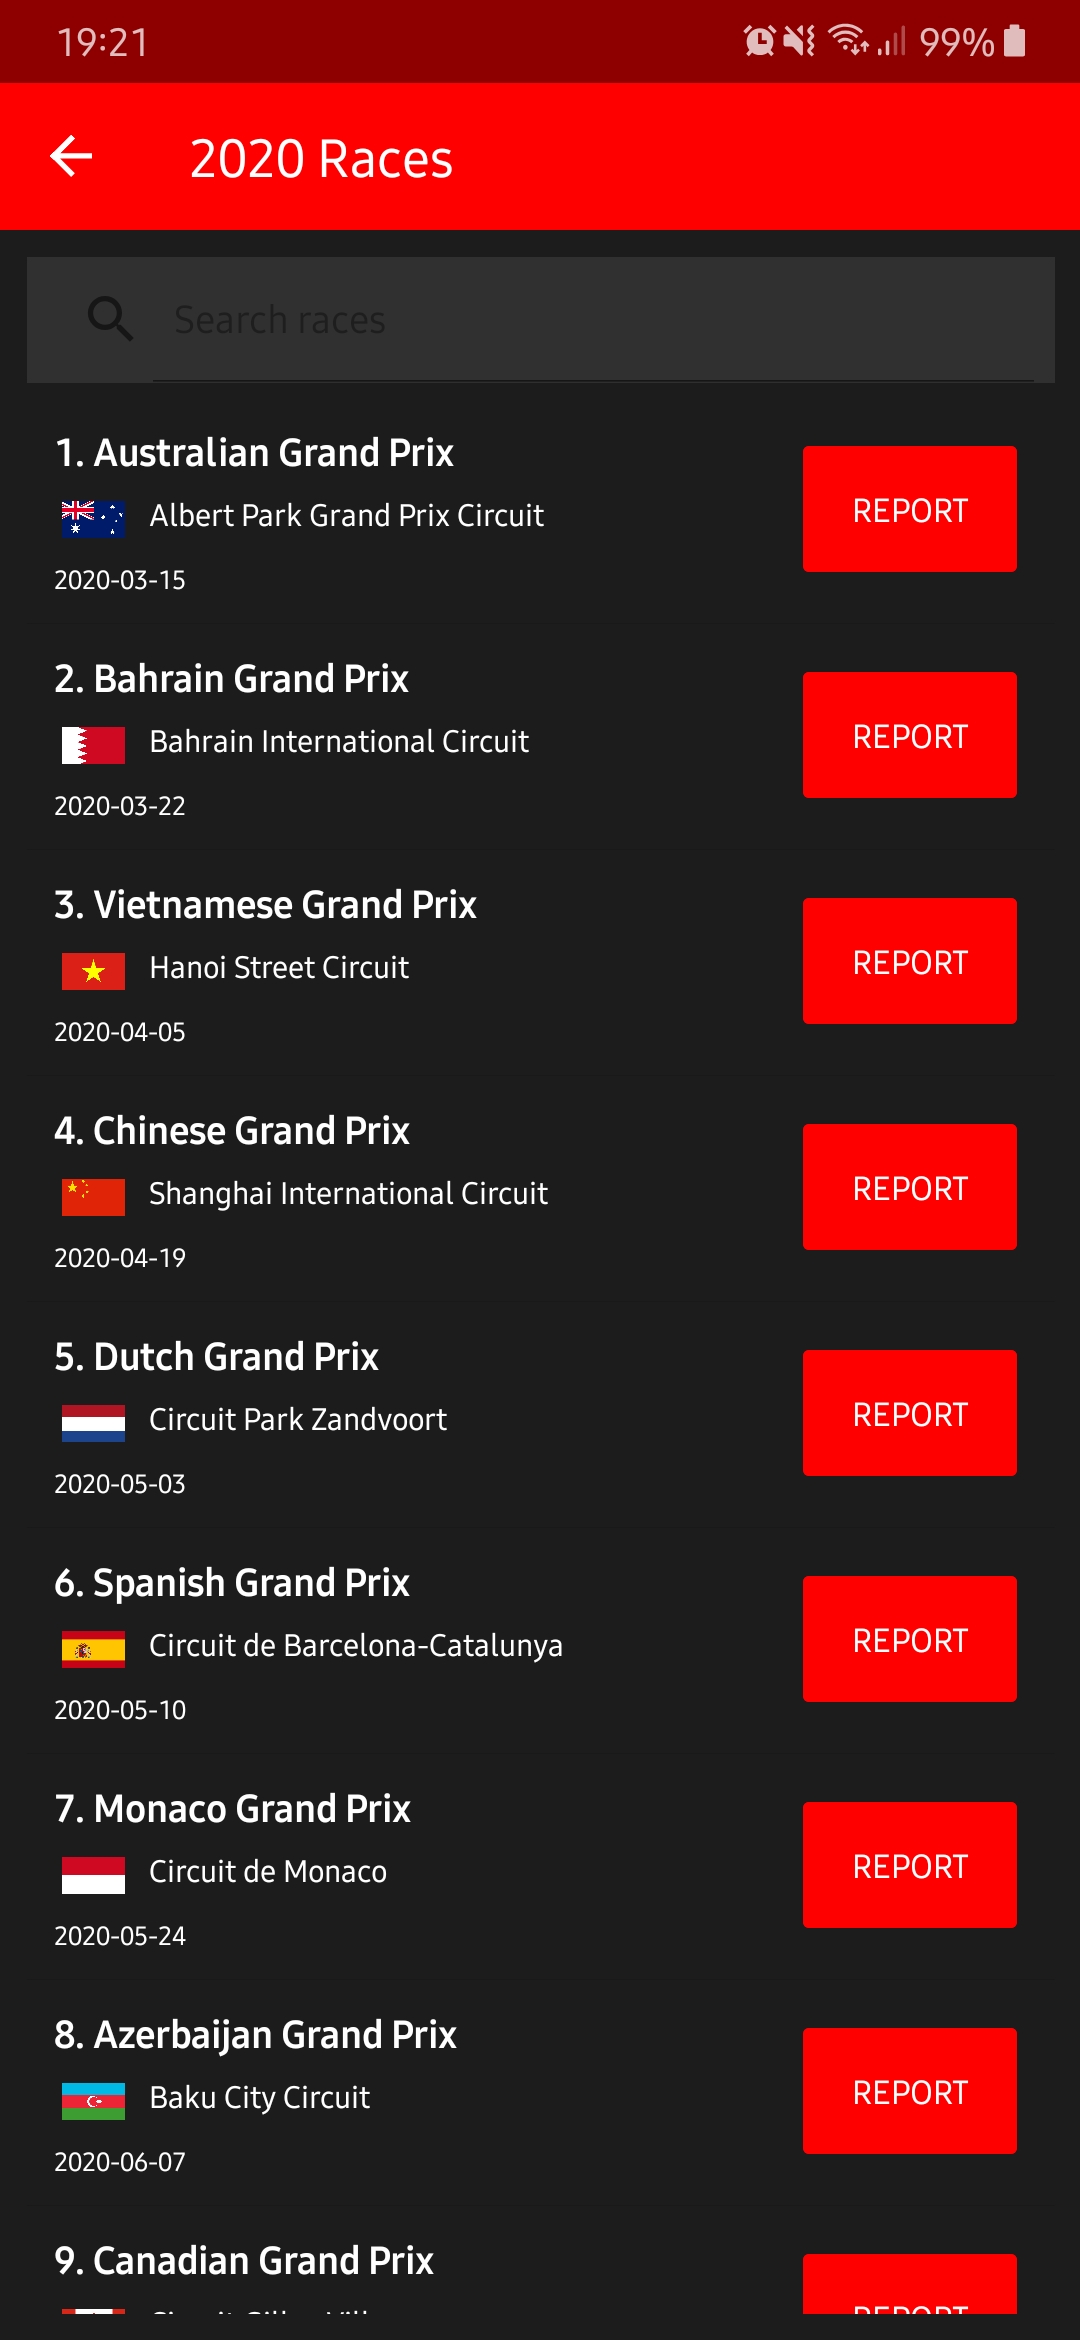 19:21
99%
2020 Races
Search races
1. Australian Grand Prix
Albert Park Grand Prix Circuit
REPORT
2020-03-15
2. Bahrain Grand Prix
Bahrain International Circuit
REPORT
2020-03-22
3. Vietnamese Grand Prix
Hanoi Street Circuit
REPORT
2020-04-05
4. Chinese Grand Prix
Shanghai International Circuit
REPORT
2020-04-19
5. Dutch Grand Prix
Circuit Park Zandvoort
REPORT
2020-05-03
6. Spanish Grand Prix
Circuit de Barcelona-Catalunya
REPORT
2020-05-10
7. Monaco Grand Prix
Circuit de Monaco
REPORT
2020-05-24
8. Azerbaijan Grand Prix
Baku City Circuit
REPORT
2020-06-07
9. Canadian Grand Prix